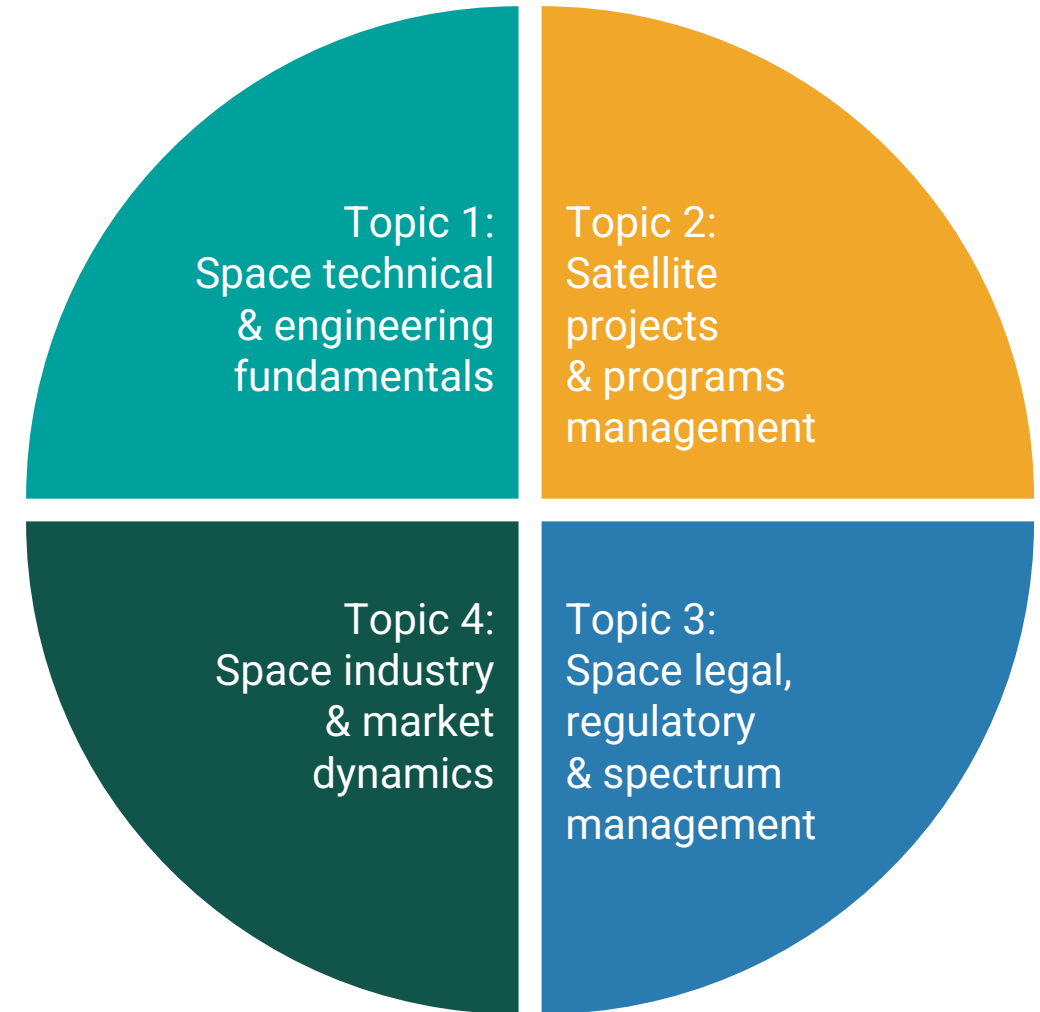 Topic 1:
Space technical
& engineering
fundamentals
Topic 2:
Satellite
projects
& programs
management
Topic 4:
Space industry
& market
dynamics
Topic 3:
Space legal,
regulatory
& spectrum
management